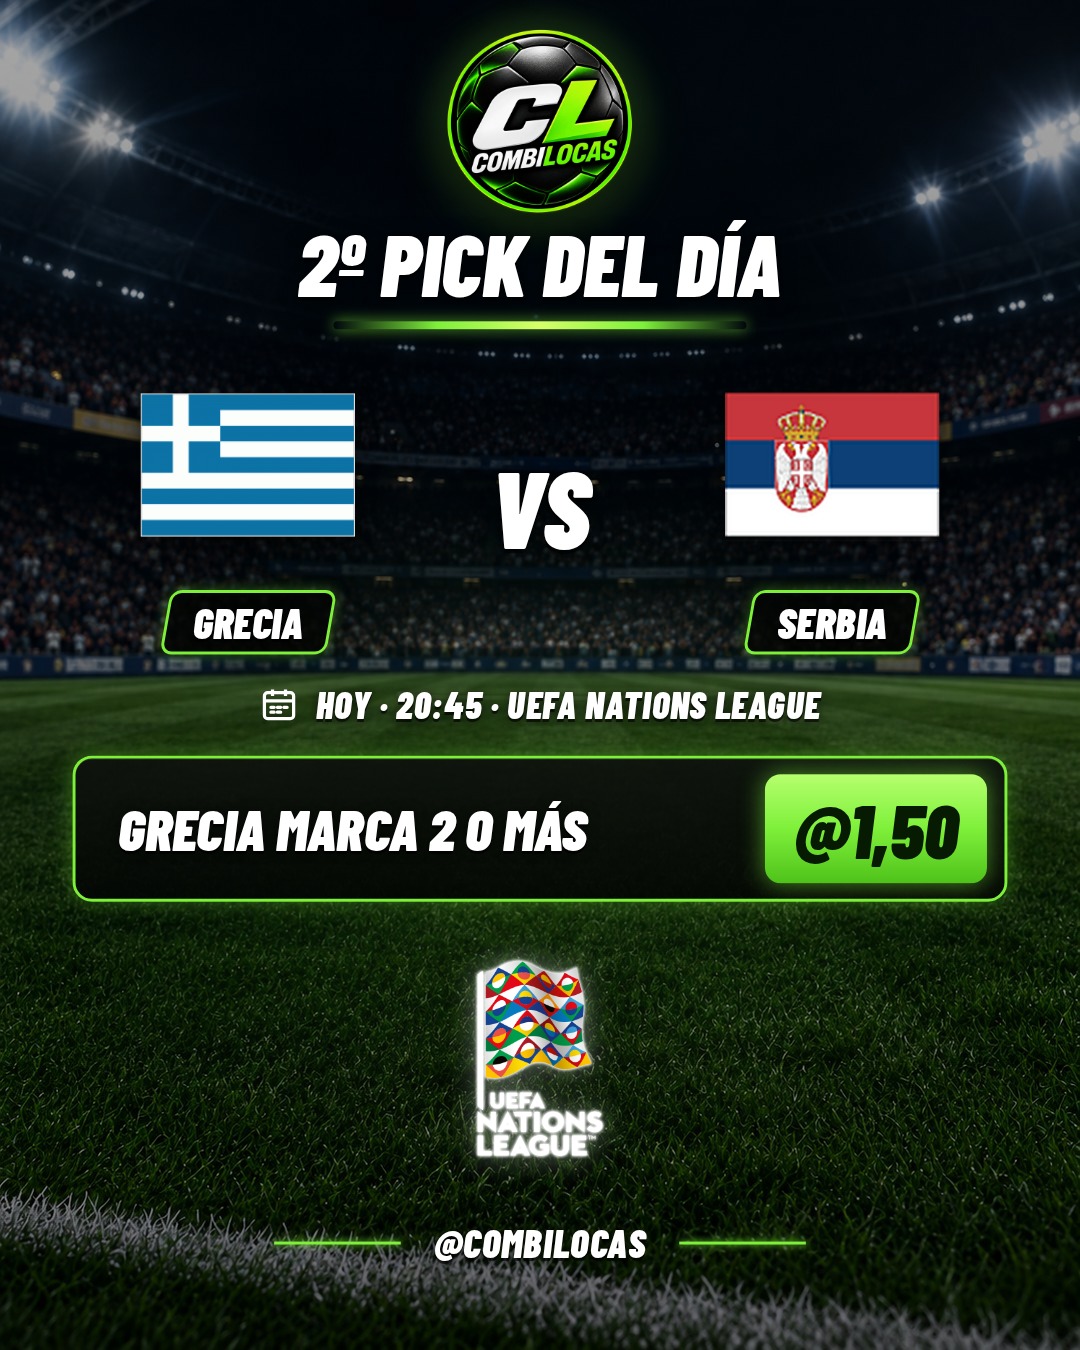 CL
COMBILOCAS
2º PICK DEL DÍA
VS
GRECIA
SERBIA
HOY · 20:45 · UEFA NATIONS LEAGUE
GRECIA MARCA 2 O MÁS
@1,50
UEFA
NATIONS
LEAGUE™
@COMBILOCAS